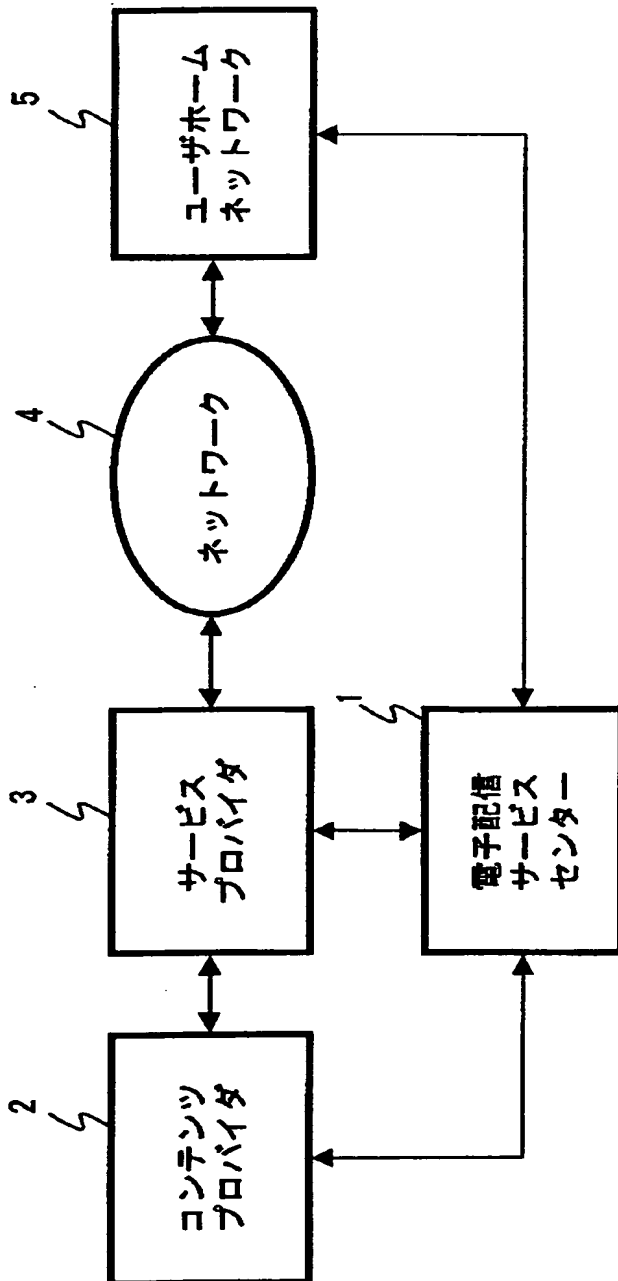 2
コンテンツ
プロバイダ
3
サービス
プロバイダ
4
ネットワーク
5
ユーザホーム
ネットワーク
1
電子配信
サービス
センター